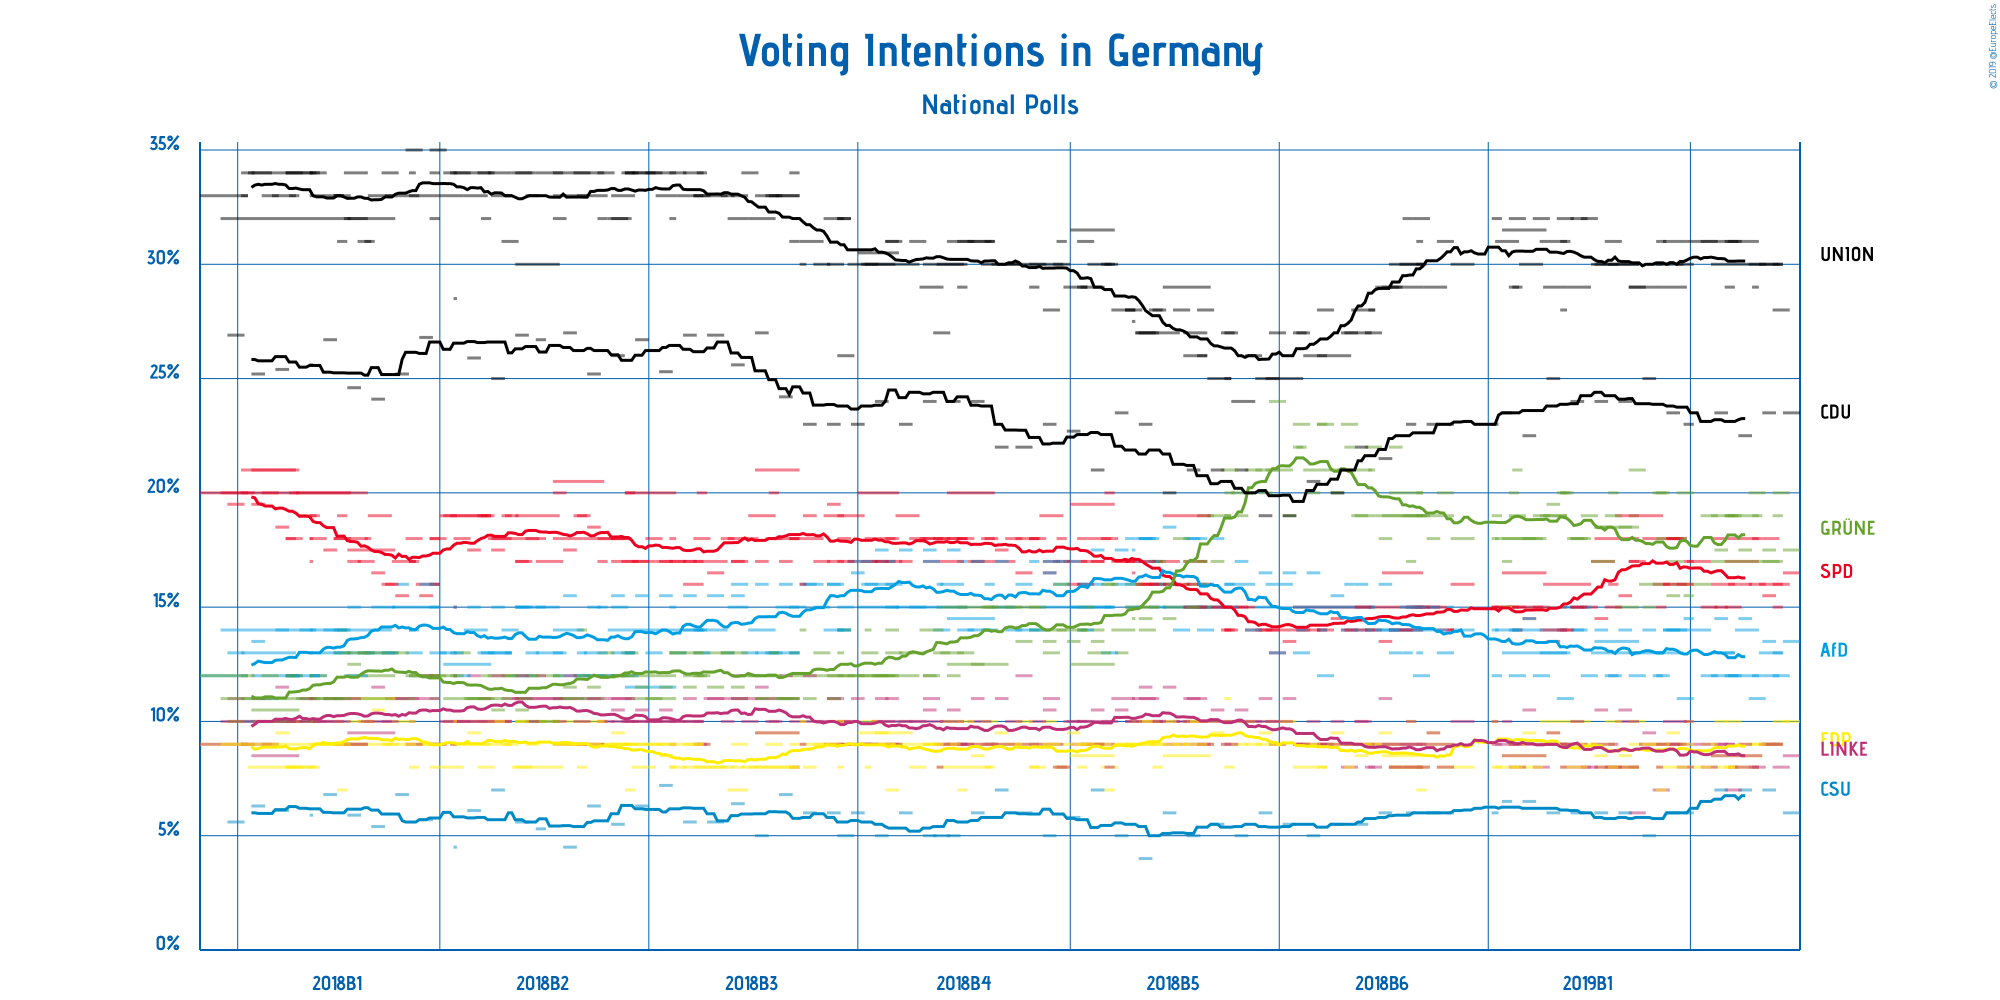 Voting Intentions in Germany
National Polls
© 2019 @EuropeElects
35%
30%
25%
20%
15%
10%
5%
0%
UNION
CDU
GRÜNE
SPD
AfD
FDP
LINKE
CSU
2018B1 2018B2 2018B3 2018B4 2018B5 2018B6 2019B1